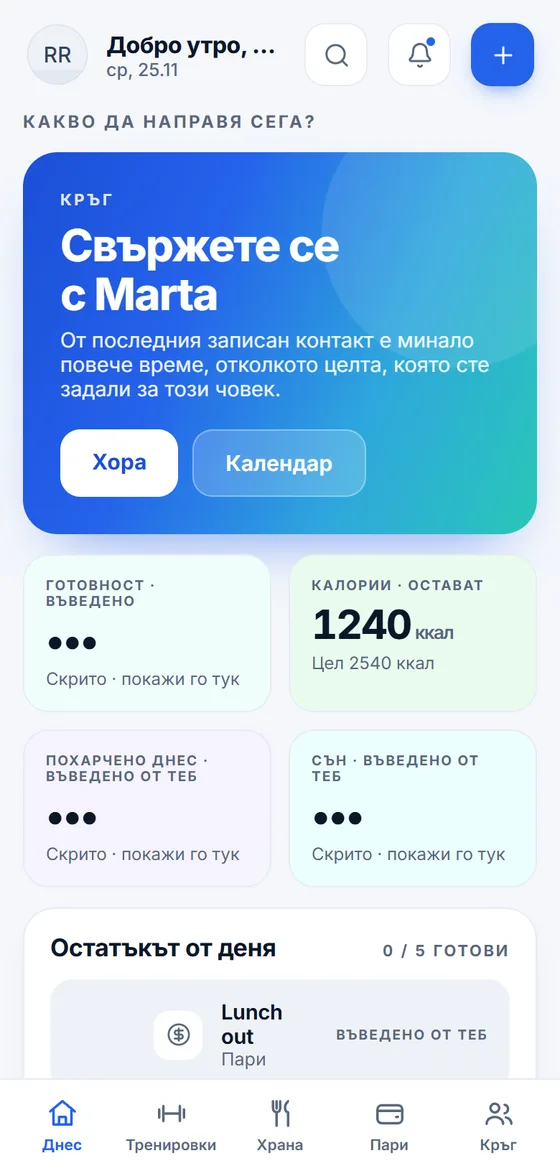 RR
Добро утро, ...
ср, 25.11
КАКВО ДА НАПРАВЯ СЕГА?
КРЪГ
Свържете се
с Marta
От последния записан контакт е минало
повече време, отколкото целта, която сте
задали за този човек.
Хора
Календар
ГОТОВНОСТ ·
ВЪВЕДЕНО
•••
Скрито · покажи го тук
КАЛОРИИ · ОСТАВАТ
1240 ккал
Цел 2540 ккал
ПОХАРЧЕНО ДНЕС ·
ВЪВЕДЕНО ОТ ТЕБ
•••
Скрито · покажи го тук
СЪН · ВЪВЕДЕНО ОТ
ТЕБ
•••
Скрито · покажи го тук
Остатъкът от деня
0 / 5 ГОТОВИ
Lunch
out
Пари
ВЪВЕДЕНО ОТ ТЕБ
Днес
Тренировки
Храна
Пари
Кръг